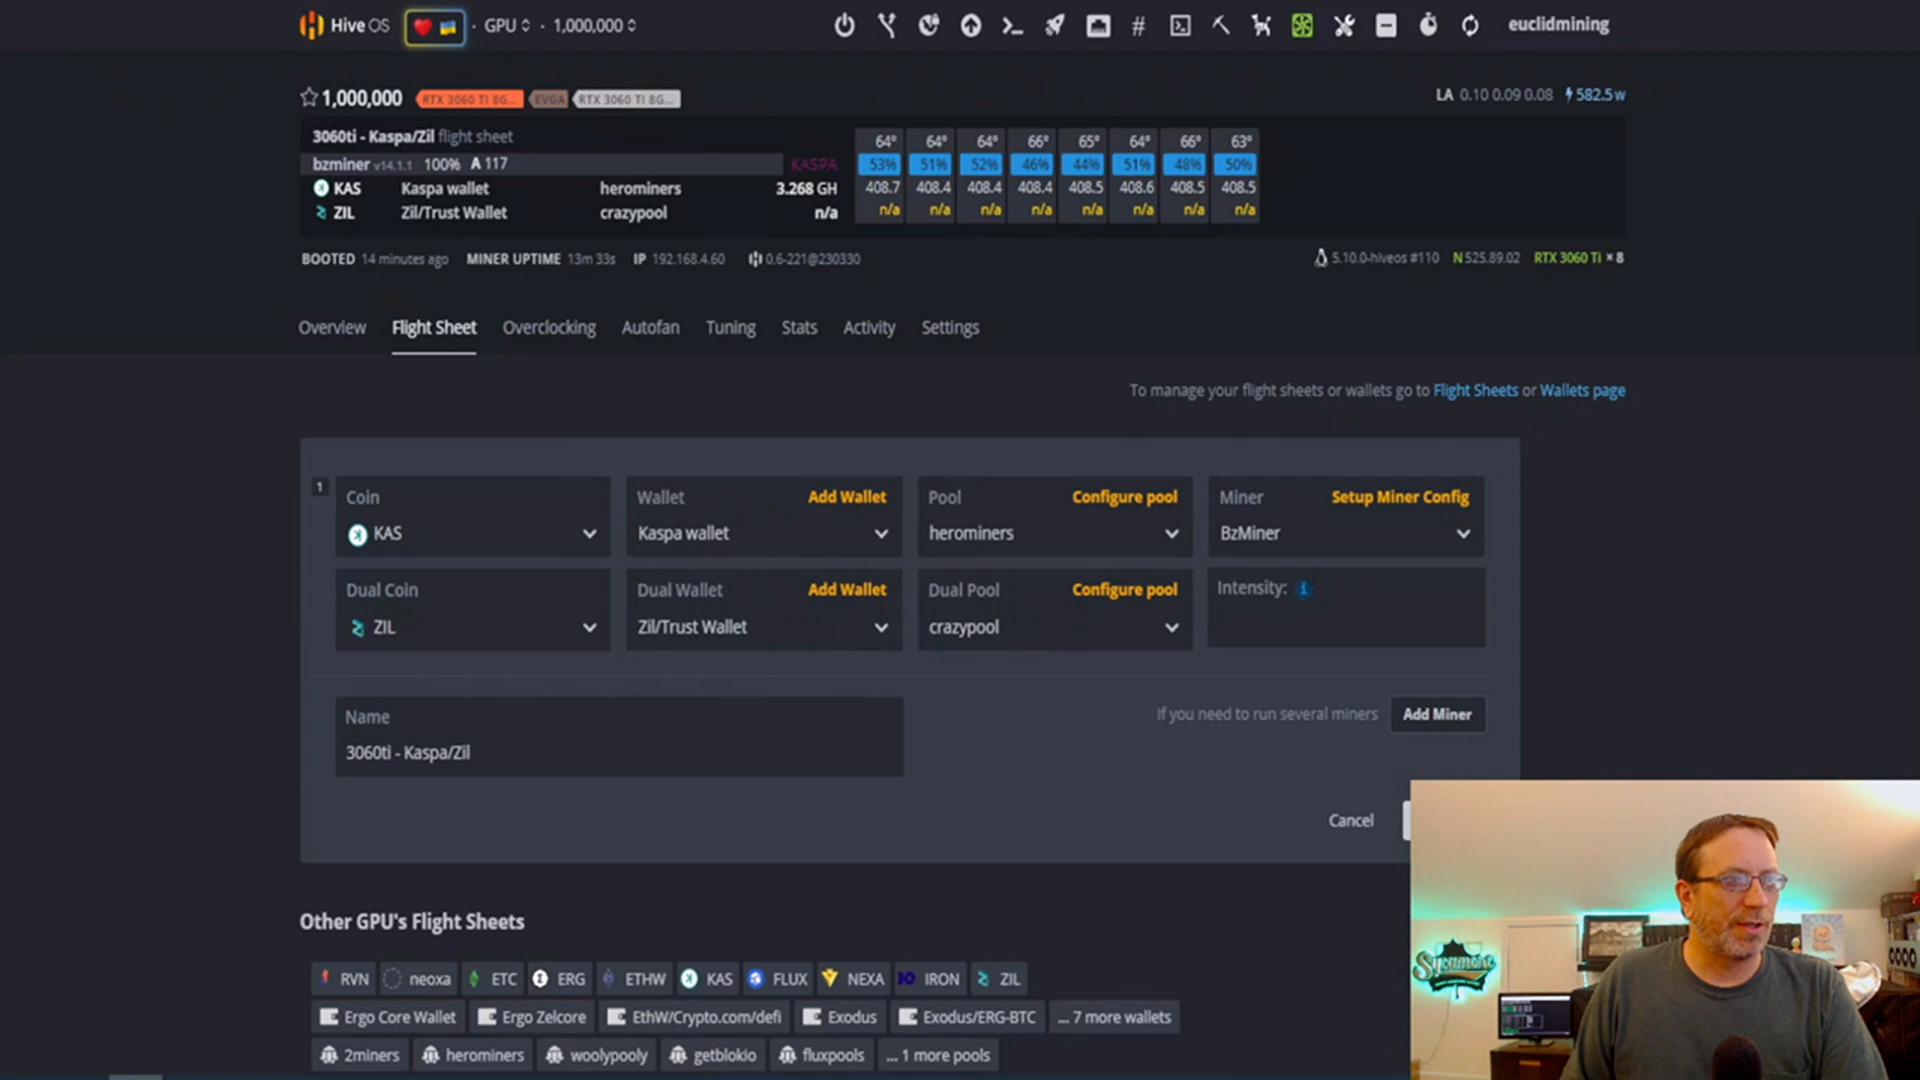 Hive OS · GPU · 1,000,000 # euclidmining
1,000,000 RTX 3060 TI 8G... EVGA RTX 3060 TI 8G... LA 0.10 0.09 0.08 582.5w
3060ti - Kaspa/Zil flight sheet 64° 64° 64° 66° 65° 64° 66° 63°
bzminer v14.1.1 100% A 117 KASPA 53% 51% 52% 46% 44% 51% 48% 50%
KAS Kaspa wallet herominers 3.268 GH 408.7 408.4 408.4 408.4 408.5 408.6 408.5 408.5
ZIL Zil/Trust Wallet crazypool n/a n/a n/a n/a n/a n/a n/a n/a n/a
BOOTED 14 minutes ago MINER UPTIME 13m 33s IP 192.168.4.60 0.6-221@230330 5.10.0-hiveos #110 N 525.89.02 RTX 3060 Ti × 8
Overview Flight Sheet Overclocking Autofan Tuning Stats Activity Settings
To manage your flight sheets or wallets go to Flight Sheets or Wallets page
1 Coin Wallet Add Wallet Pool Configure pool Miner Setup Miner Config
KAS Kaspa wallet herominers BzMiner
Dual Coin Dual Wallet Add Wallet Dual Pool Configure pool Intensity: i
ZIL Zil/Trust Wallet crazypool
Name If you need to run several miners Add Miner
3060ti - Kaspa/Zil
Cancel
Other GPU's Flight Sheets
RVN neoxa ETC ERG ETHW KAS FLUX NEXA IRON ZIL
Ergo Core Wallet Ergo Zelcore EthW/Crypto.com/defi Exodus Exodus/ERG-BTC ... 7 more wallets
2miners herominers woolypooly getblokio fluxpools ... 1 more pools
Sycamore